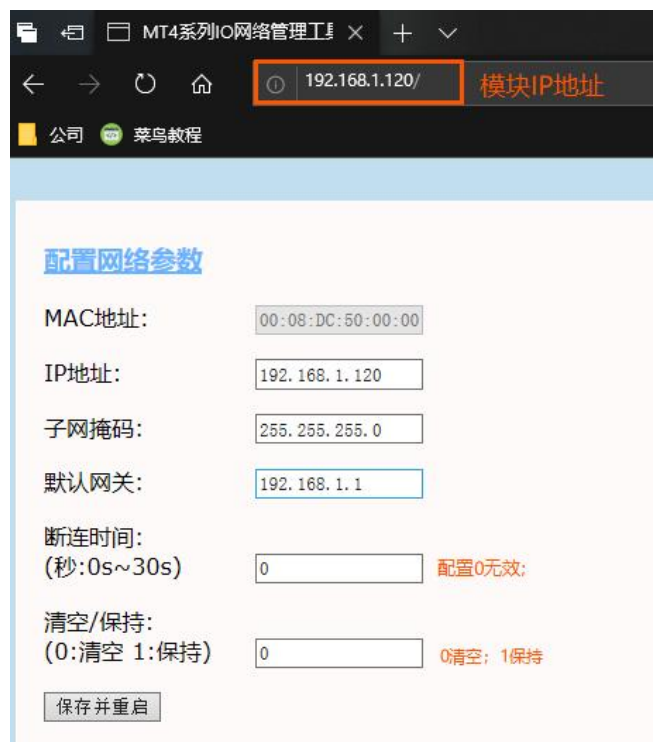 MT4系列IO网络管理工具
192.168.1.120/
模块IP地址
公司 菜鸟教程
配置网络参数
MAC地址: 00:08:DC:50:00:00
IP地址: 192.168.1.120
子网掩码: 255.255.255.0
默认网关: 192.168.1.1
断连时间:
(秒:0s~30s) 0 配置0无效;
清空/保持:
(0:清空 1:保持) 0 0清空；1保持
保存并重启